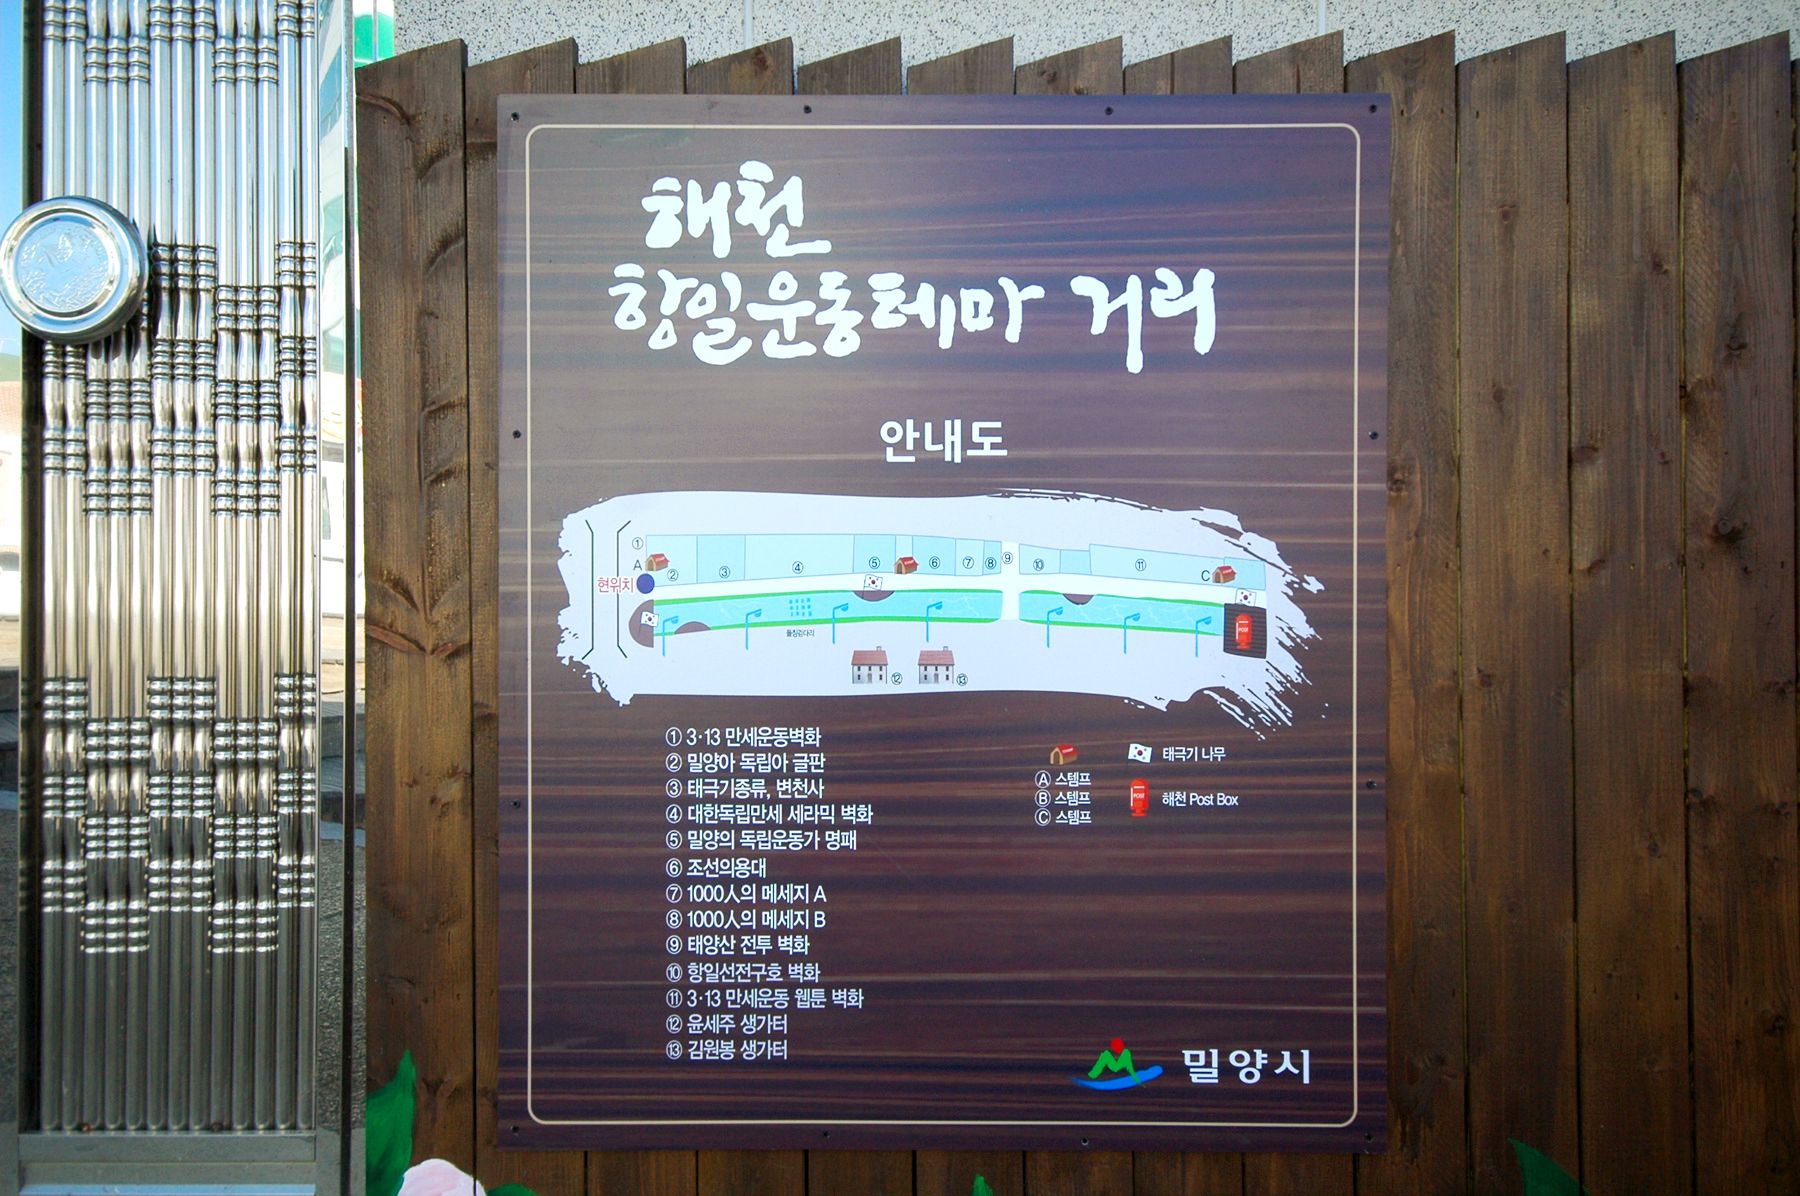 해천
항일운동테마 거리
안내도
① A ② ③ ④ ⑤ ⑥ ⑦ ⑧ ⑨ ⑩ ⑪ C
현위치
돌징검다리
POST
⑫ ⑬
① 3·13 만세운동벽화
② 밀양아 독립아 글판
③ 태극기종류, 변천사
④ 대한독립만세 세라믹 벽화
⑤ 밀양의 독립운동가 명패
⑥ 조선의용대
⑦ 1000人의 메세지 A
⑧ 1000人의 메세지 B
⑨ 태양산 전투 벽화
⑩ 항일선전구호 벽화
⑪ 3·13 만세운동 웹툰 벽화
⑫ 윤세주 생가터
⑬ 김원봉 생가터
Ⓐ 스템프
Ⓑ 스템프
Ⓒ 스템프
태극기 나무
POST
해천 Post Box
밀양시